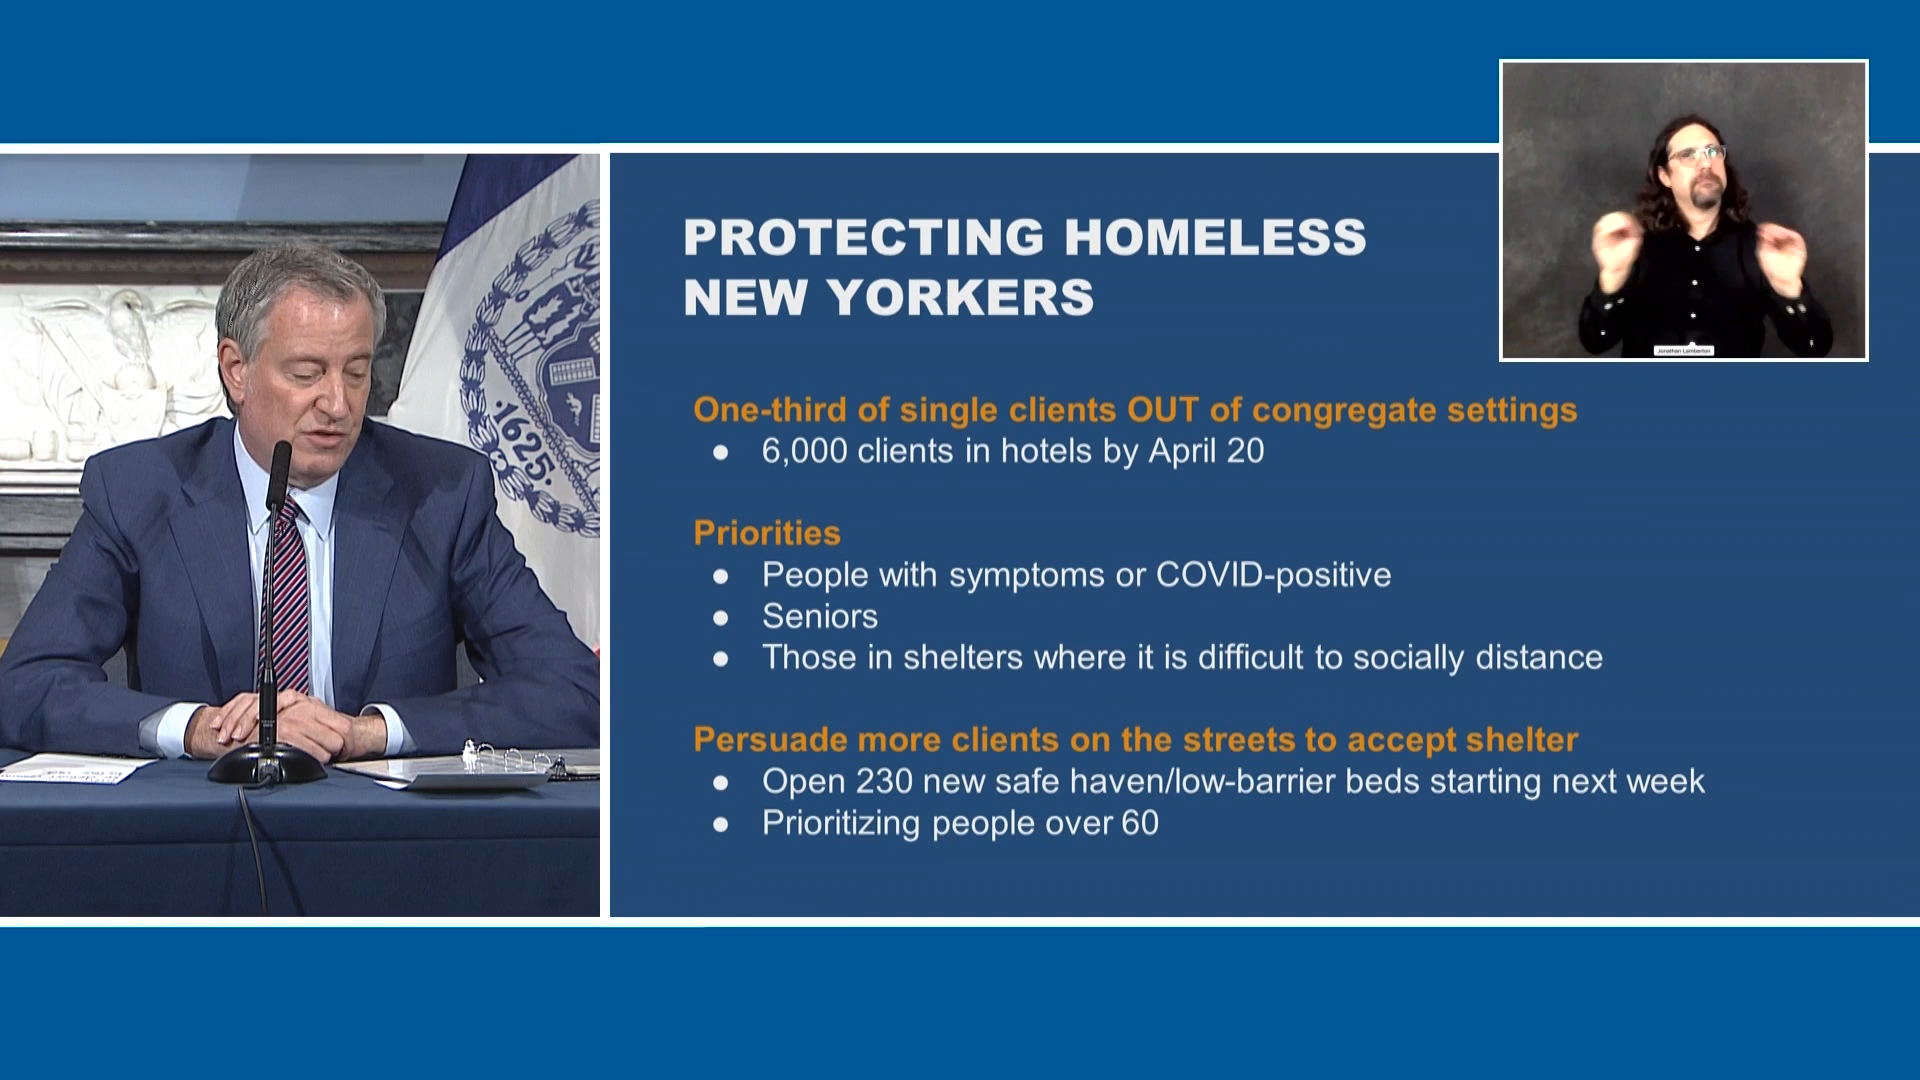 PROTECTING HOMELESS
NEW YORKERS
One-third of single clients OUT of congregate settings
● 6,000 clients in hotels by April 20
Priorities
● People with symptoms or COVID-positive
● Seniors
● Those in shelters where it is difficult to socially distance
Persuade more clients on the streets to accept shelter
● Open 230 new safe haven/low-barrier beds starting next week
● Prioritizing people over 60
Jonathan Lamberton
·1625·